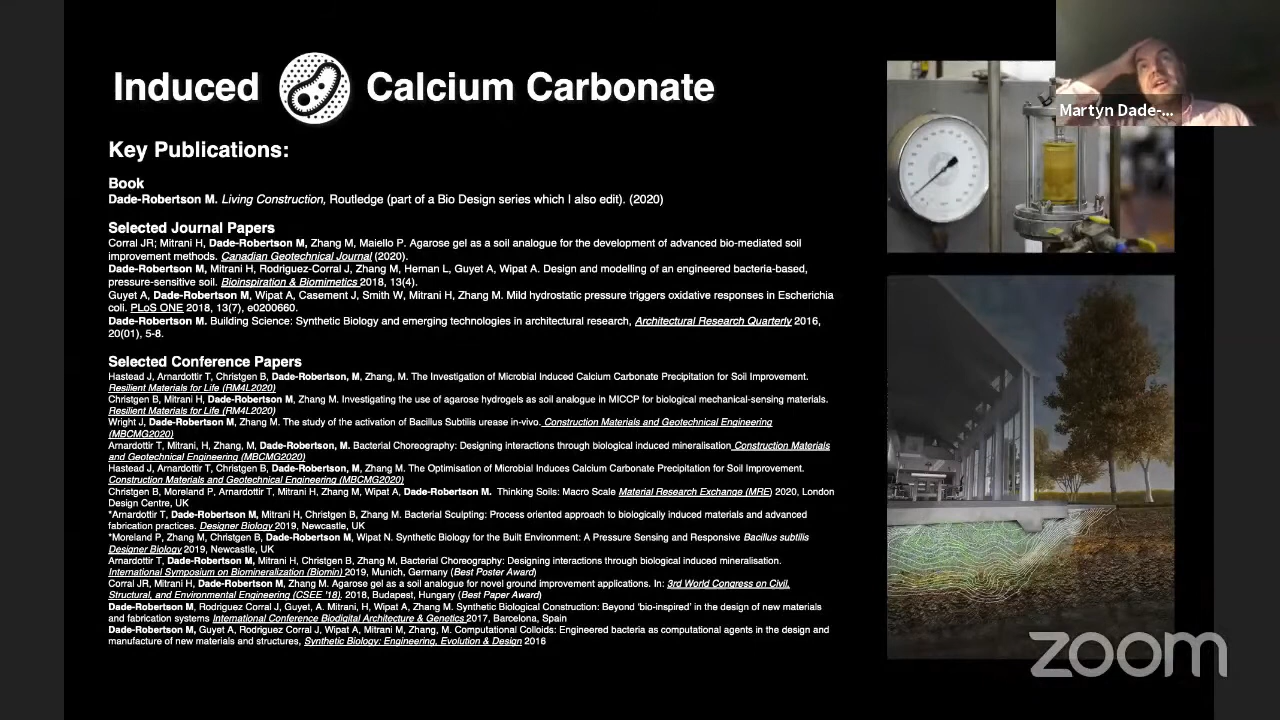 Induced Calcium Carbonate
Martyn Dade-...
Key Publications:
Book
Dade-Robertson M. Living Construction, Routledge (part of a Bio Design series which I also edit). (2020)
Selected Journal Papers
Corral JR; Mitrani H, Dade-Robertson M, Zhang M, Maiello P. Agarose gel as a soil analogue for the development of advanced bio-mediated soil
improvement methods. Canadian Geotechnical Journal (2020).
Dade-Robertson M, Mitrani H, Rodriguez-Corral J, Zhang M, Hernan L, Guyet A, Wipat A. Design and modelling of an engineered bacteria-based,
pressure-sensitive soil. Bioinspiration & Biomimetics 2018, 13(4).
Guyet A, Dade-Robertson M, Wipat A, Casement J, Smith W, Mitrani H, Zhang M. Mild hydrostatic pressure triggers oxidative responses in Escherichia
coli. PLoS ONE 2018, 13(7), e0200660.
Dade-Robertson M. Building Science: Synthetic Biology and emerging technologies in architectural research, Architectural Research Quarterly 2016,
20(01), 5-8.
Selected Conference Papers
Hastead J, Arnardottir T, Christgen B, Dade-Robertson, M, Zhang, M. The Investigation of Microbial Induced Calcium Carbonate Precipitation for Soil Improvement.
Resilient Materials for Life (RM4L2020)
Christgen B, Mitrani H, Dade-Robertson M, Zhang M. Investigating the use of agarose hydrogels as soil analogue in MICCP for biological mechanical-sensing materials.
Resilient Materials for Life (RM4L2020)
Wright J, Dade-Robertson M, Zhang M. The study of the activation of Bacillus Subtilis urease in-vivo. Construction Materials and Geotechnical Engineering
(MBCMG2020)
Arnardottir T, Mitrani, H, Zhang, M, Dade-Robertson, M. Bacterial Choreography: Designing interactions through biological induced mineralisation Construction Materials
and Geotechnical Engineering (MBCMG2020)
Hastead J, Arnardottir T, Christgen B, Dade-Robertson M, Zhang M. The Optimisation of Microbial Induces Calcium Carbonate Precipitation for Soil Improvement.
Construction Materials and Geotechnical Engineering (MBCMG2020)
Christgen B, Moreland P, Arnardottir T, Mitrani H, Zhang M, Wipat A, Dade-Robertson M. Thinking Soils: Macro Scale Material Research Exchange (MRE) 2020, London
Design Centre, UK
*Arnardottir T, Dade-Robertson M, Mitrani H, Christgen B, Zhang M. Bacterial Sculpting: Process oriented approach to biologically induced materials and advanced
fabrication practices. Designer Biology 2019, Newcastle, UK
*Moreland P, Zhang M, Christgen B, Dade-Robertson M, Wipat N. Synthetic Biology for the Built Environment: A Pressure Sensing and Responsive Bacillus subtilis
Designer Biology 2019, Newcastle, UK
Arnardottir T, Dade-Robertson M, Mitrani H, Christgen B, Zhang M, Bacterial Choreography: Designing interactions through biological induced mineralisation.
International Symposium on Biomineralization (Biomin) 2019, Munich, Germany (Best Poster Award)
Corral JR, Mitrani H, Dade-Robertson M, Zhang M. Agarose gel as a soil analogue for novel ground improvement applications. In: 3rd World Congress on Civil,
Structural, and Environmental Engineering (CSEE '18). 2018, Budapest, Hungary (Best Paper Award)
Dade-Robertson M, Rodriguez Corral J, Guyet, A. Mitrani, H, Wipat A, Zhang M. Synthetic Biological Construction: Beyond 'bio-inspired' in the design of new materials
and fabrication systems International Conference Biodigital Architecture & Genetics 2017, Barcelona, Spain
Dade-Robertson M, Guyet A, Rodriguez Corral J, Wipat A, Mitrani M, Zhang, M. Computational Colloids: Engineered bacteria as computational agents in the design and
manufacture of new materials and structures, Synthetic Biology: Engineering, Evolution & Design 2016
zoom